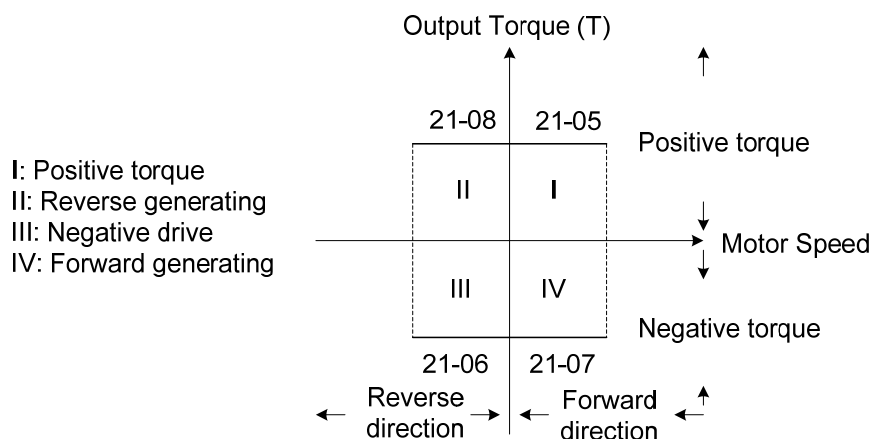 Output Torque (T)
21-08
21-05
Positive torque
I: Positive torque
II: Reverse generating
III: Negative drive
IV: Forward generating
II
I
Motor Speed
III
IV
Negative torque
21-06
21-07
Reverse
direction
Forward
direction